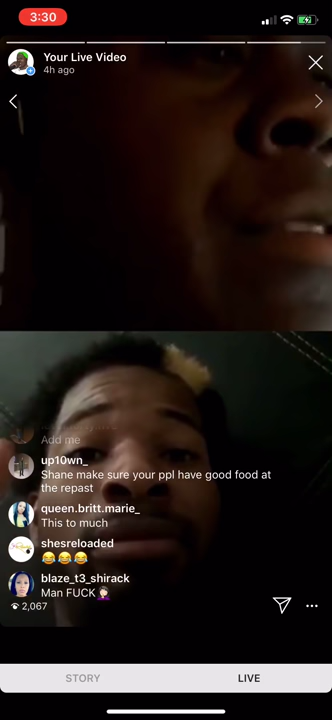 3:30
Your Live Video
4h ago
Add me
up10wn_
Shane make sure your ppl have good food at
the repast
queen.britt.marie_
This to much
shesreloaded
😂😂😂
blaze_t3_shirack
Man FUCK🤦🏻‍♀️
2,067
STORY
LIVE